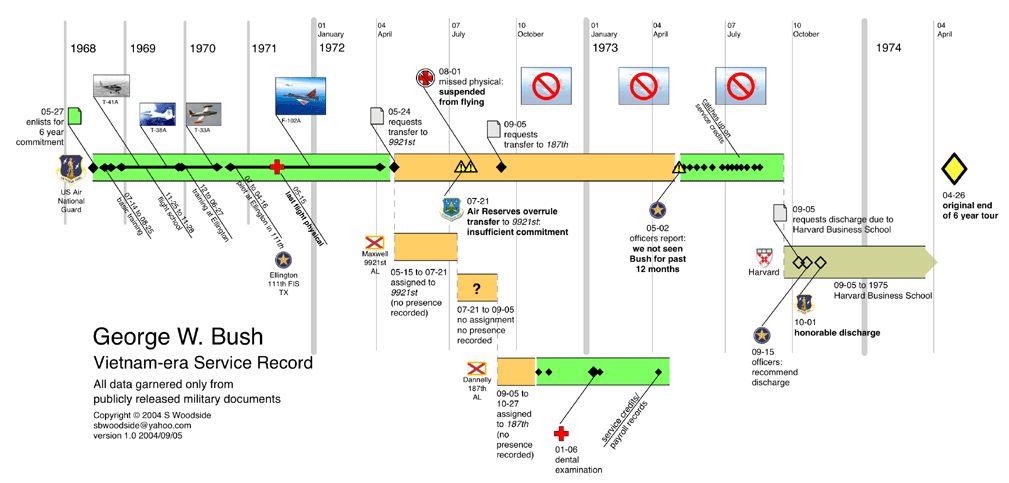 1968
1969
1970
1971
01
January
1972
04
April
07
July
10
October
01
January
1973
04
April
07
July
10
October
1974
04
April
05-27
enlists for
6 year
commitment
T-41A
T-38A
T-33A
F-102A
05-24
requests
transfer to
9921st
08-01
missed physical:
suspended
from flying
09-05
requests
transfer to 187th
catches up on
service credits
US Air
National
Guard
07-14 to 08-25
basic training
11-25 to 11-28
flight school
12 to 06-27
training at Ellington
07 to 04-16
pilot at Ellington in 111th
05-15
last flight physical
Ellington
111th FIS
TX
07-21
Air Reserves overrule
transfer to 9921st:
insufficient commitment
05-02
officers report:
we not seen
Bush for past
12 months
04-26
original end
of 6 year tour
09-05
requests discharge due to
Harvard Business School
Maxwell
9921st
AL
05-15 to 07-21
assigned to
9921st
(no presence
recorded)
?
07-21 to 09-05
no assignment
no presence
recorded
Harvard
09-05 to 1975
Harvard Business School
10-01
honorable discharge
09-15
officers:
recommend
discharge
Dannelly
187th
AL
09-05 to
10-27
assigned
to 187th
(no
presence
recorded)
01-06
dental
examination
service credits/
payroll records
George W. Bush
Vietnam-era Service Record
All data garnered only from
publicly released military documents
Copyright © 2004 S Woodside
sbwoodside@yahoo.com
version 1.0 2004/09/05